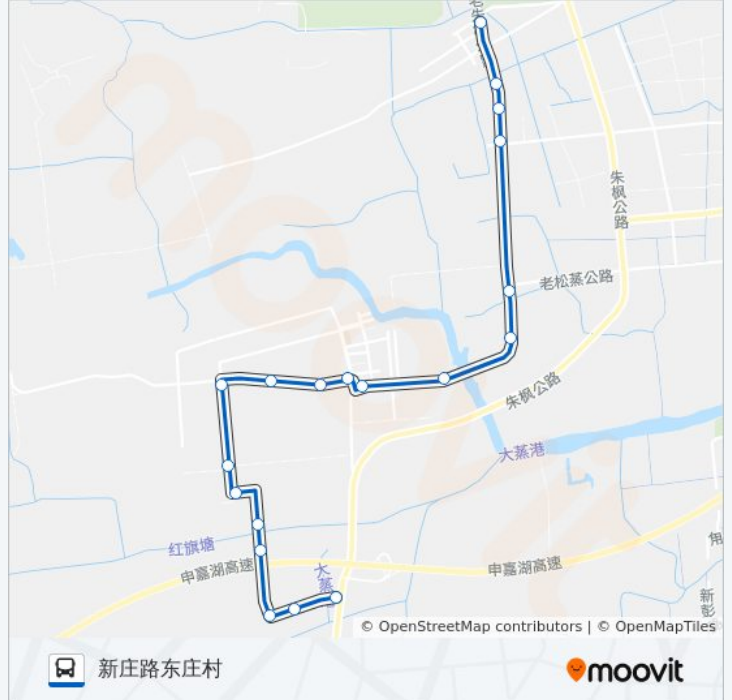 朱枫公路
老松蒸公路
朱枫公路
大蒸港
红旗塘
申嘉湖高速
申嘉湖高速
大蒸
新彭
© OpenStreetMap contributors | © OpenMapTiles
新庄路东庄村
moovit